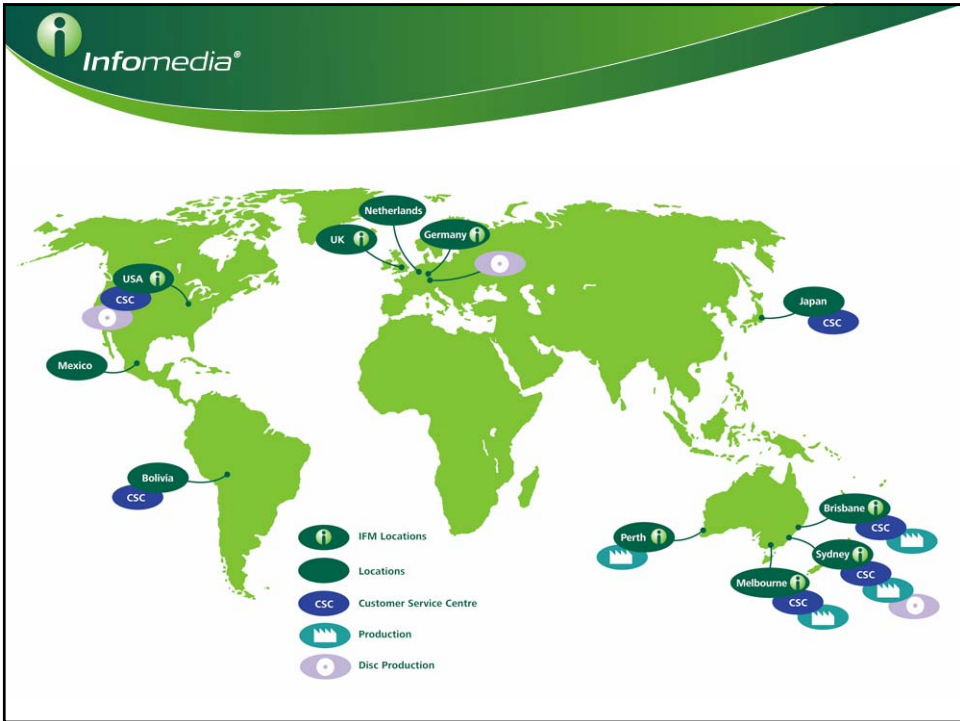 Infomedia®
Netherlands
UK
Germany
USA
CSC
Japan
CSC
Mexico
Bolivia
CSC
Brisbane
CSC
Perth
Sydney
CSC
Melbourne
CSC
IFM Locations
Locations
CSC Customer Service Centre
Production
Disc Production